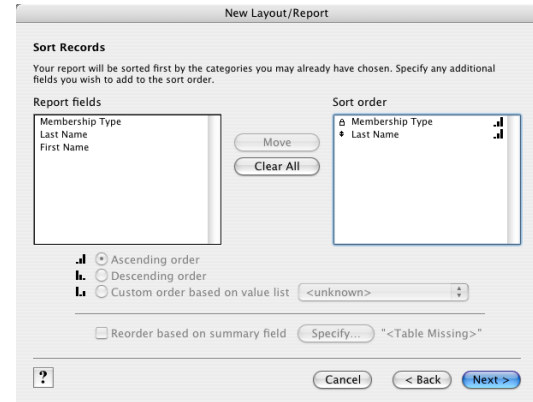 New Layout/Report
Sort Records
Your report will be sorted first by the categories you may already have chosen. Specify any additional
fields you wish to add to the sort order.
Report fields
Sort order
Membership Type
Last Name
First Name
Move
Clear All
Membership Type
Last Name
Ascending order
Descending order
Custom order based on value list <unknown>
Reorder based on summary field Specify... "<Table Missing>"
? Cancel < Back Next >